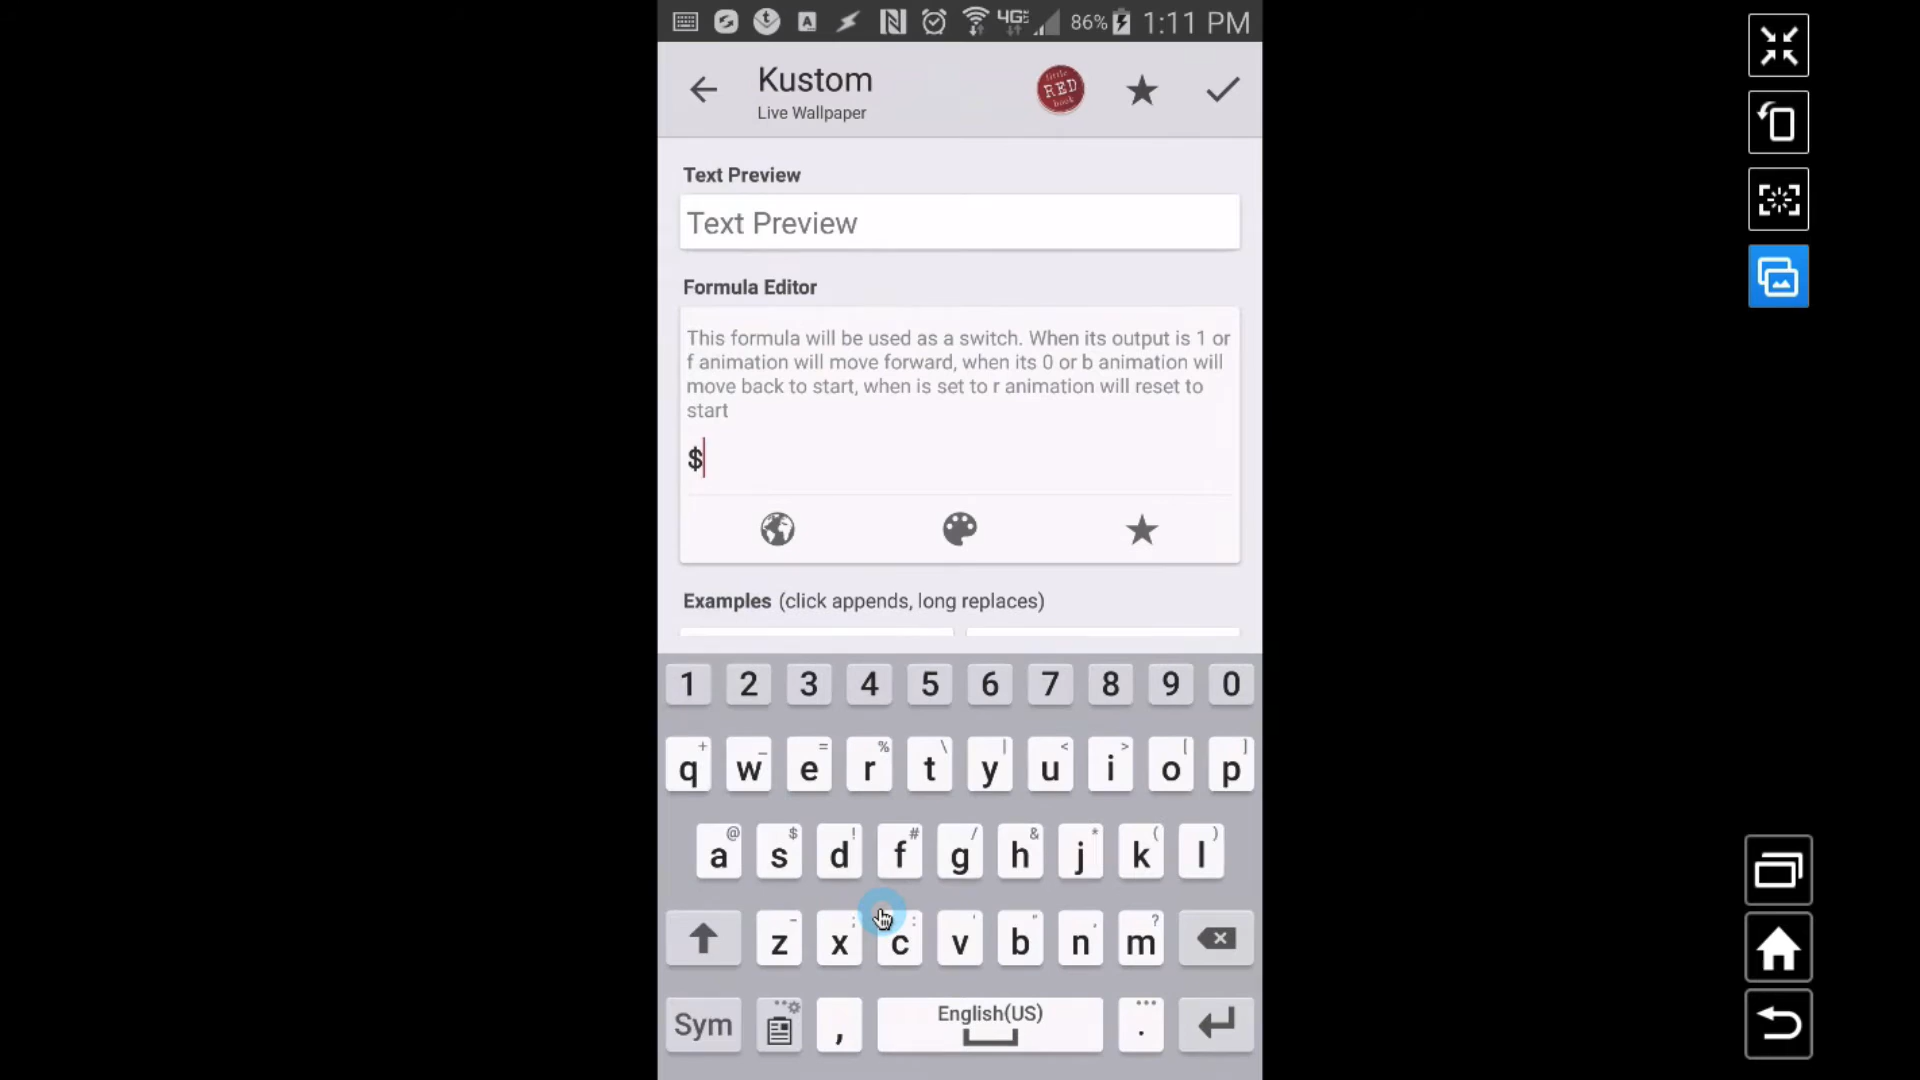 86% 1:11 PM
4G
Kustom
Live Wallpaper
little
RED
book
Text Preview
Text Preview
Formula Editor
This formula will be used as a switch. When its output is 1 or
f animation will move forward, when its 0 or b animation will
move back to start, when is set to r animation will reset to
start
$
Examples (click appends, long replaces)
1 2 3 4 5 6 7 8 9 0
+ _ = % \ | < > [ ]
q w e r t y u i o p
@ $ ! # / & * ( )
a s d f g h j k l
- ; : ' " , ?
z x c v b n m
Sym , English(US) .